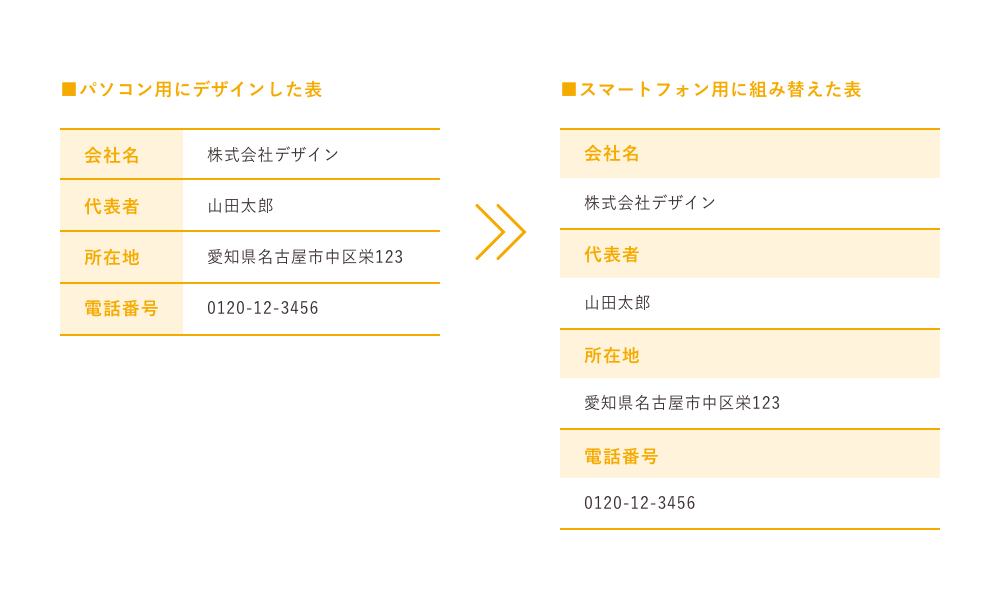 ■パソコン用にデザインした表
会社名 株式会社デザイン
代表者 山田太郎
所在地 愛知県名古屋市中区栄123
電話番号 0120-12-3456
■スマートフォン用に組み替えた表
会社名
株式会社デザイン
代表者
山田太郎
所在地
愛知県名古屋市中区栄123
電話番号
0120-12-3456